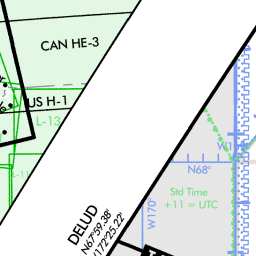 CAN HE-3
US H-1
L-13
L-11
W1
N68°
Std Time
+11 = UTC
W170°
DELUD
N67°59.38'
W172°25.22'